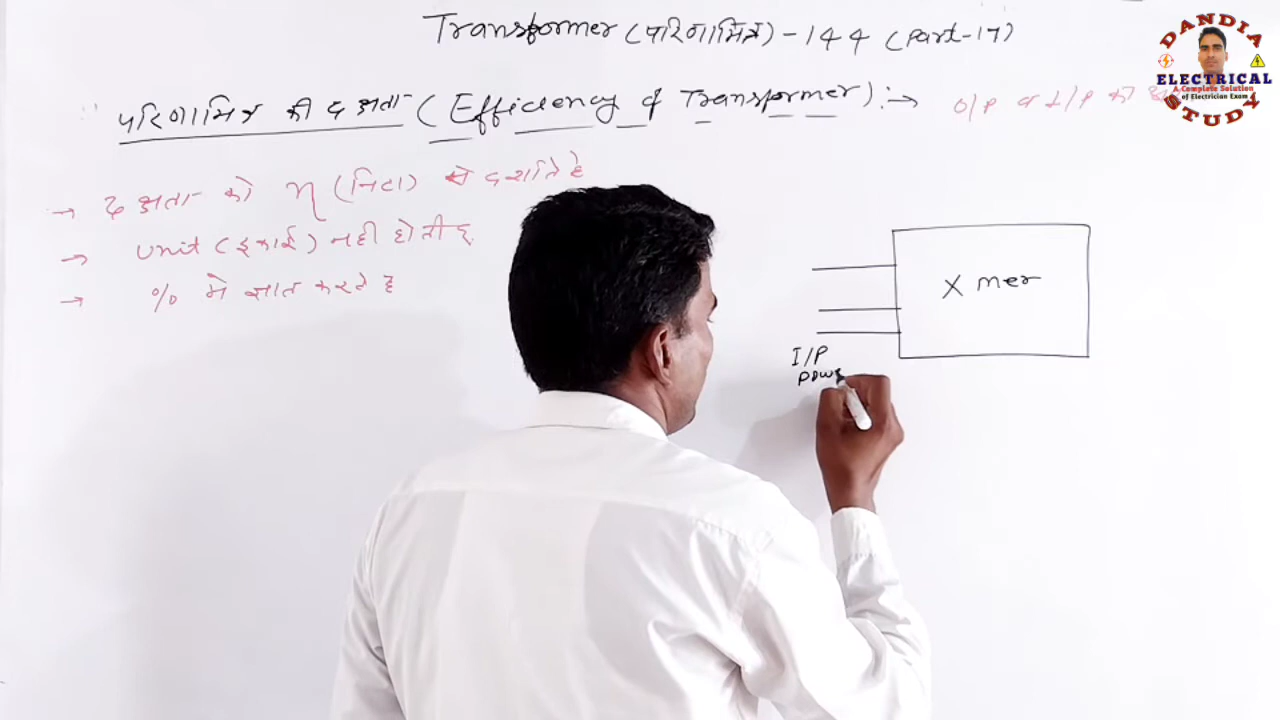 Transformer (परिणामित्र) - 144 (Part-17)
परिणामित्र की दक्षता (Efficiency of Transformer) :→ O/P व I/P को
→ दक्षता को η (निटा) से दर्शाते है
→ Unit (इकाई) नही होती है.
→ % मे ज्ञात करते है
X mer
I/P
DANDIA
ELECTRICAL
A Complete Solution
of Electrician Exam
STUDY